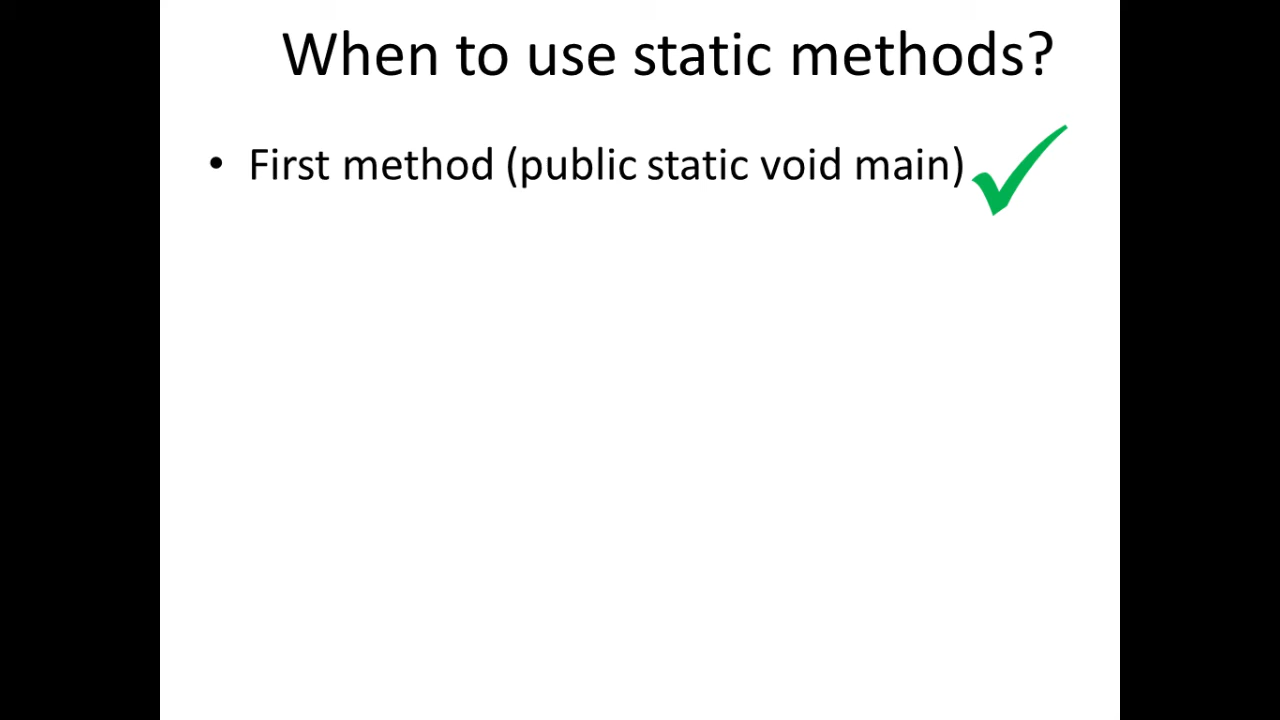 When to use static methods?
• First method (public static void main)